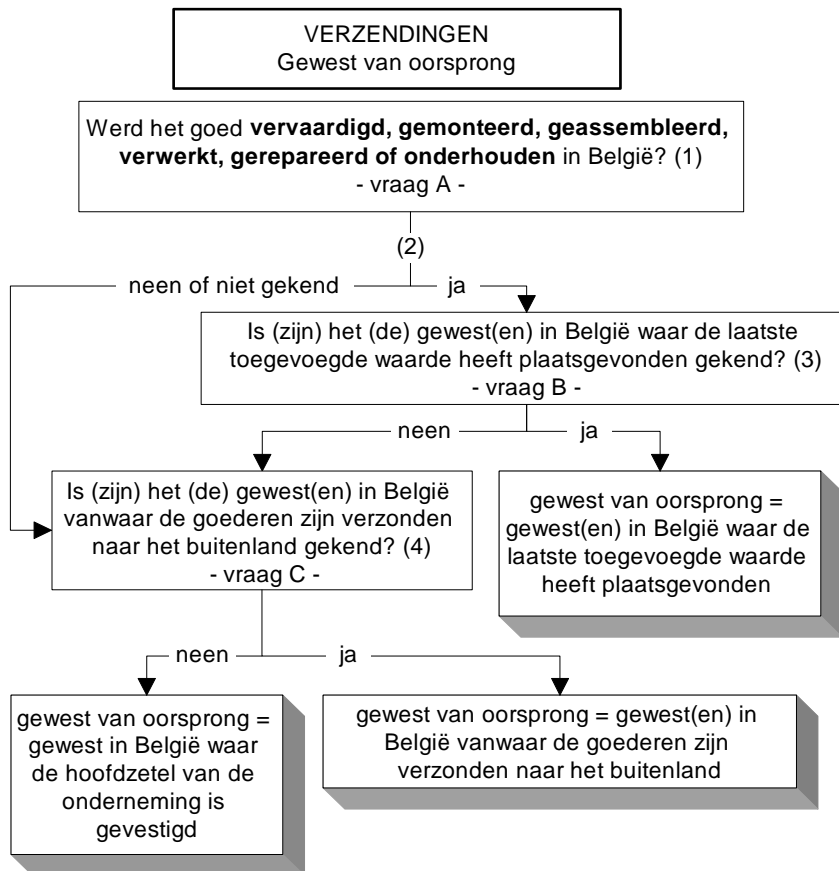 VERZENDINGEN
Gewest van oorsprong
Werd het goed vervaardigd, gemonteerd, geassembleerd,
verwerkt, gerepareerd of onderhouden in België? (1)
- vraag A -
(2)
neen of niet gekend
ja
Is (zijn) het (de) gewest(en) in België waar de laatste
toegevoegde waarde heeft plaatsgevonden gekend? (3)
- vraag B -
neen
ja
Is (zijn) het (de) gewest(en) in België
vanwaar de goederen zijn verzonden
naar het buitenland gekend? (4)
- vraag C -
gewest van oorsprong =
gewest(en) in België waar de
laatste toegevoegde waarde
heeft plaatsgevonden
neen
ja
gewest van oorsprong =
gewest in België waar
de hoofdzetel van de
onderneming is
gevestigd
gewest van oorsprong = gewest(en) in
België vanwaar de goederen zijn
verzonden naar het buitenland